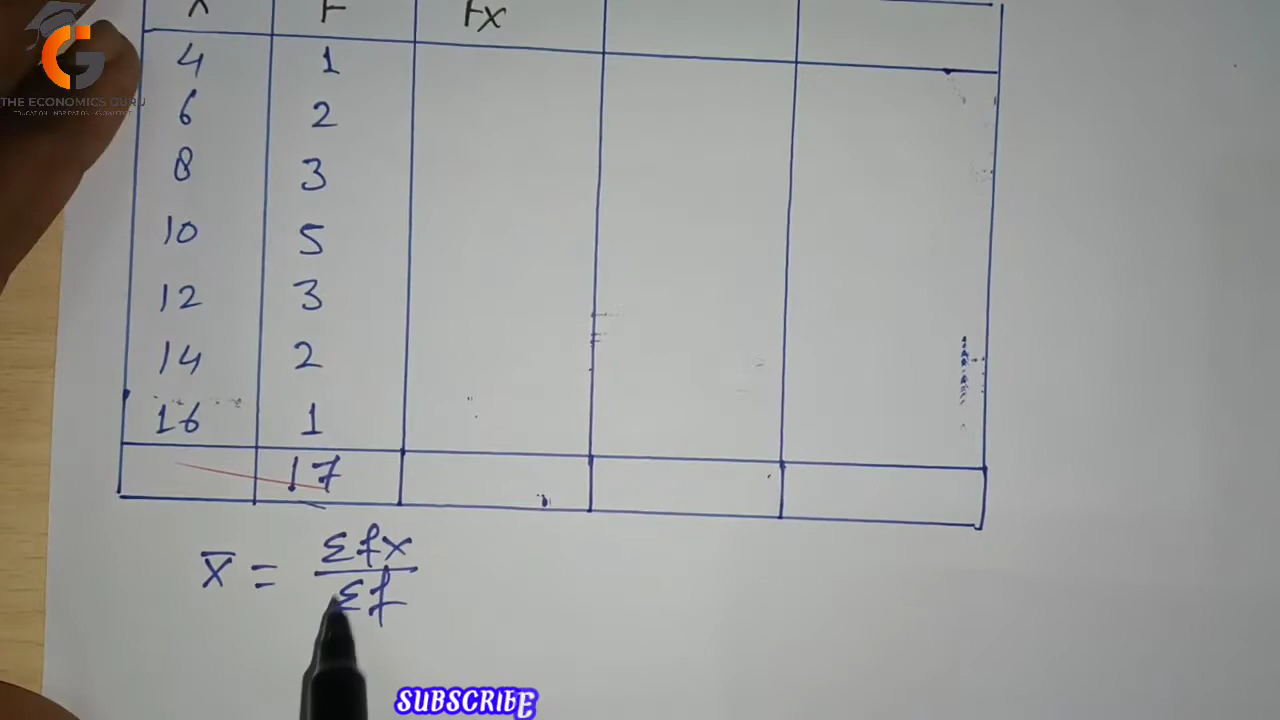 X F fx
4 1
6 2
8 3
10 5
12 3
14 2
16 1
17
x̄ = Σfx / Σf
THE ECONOMICS GURU
SUBSCRIBE